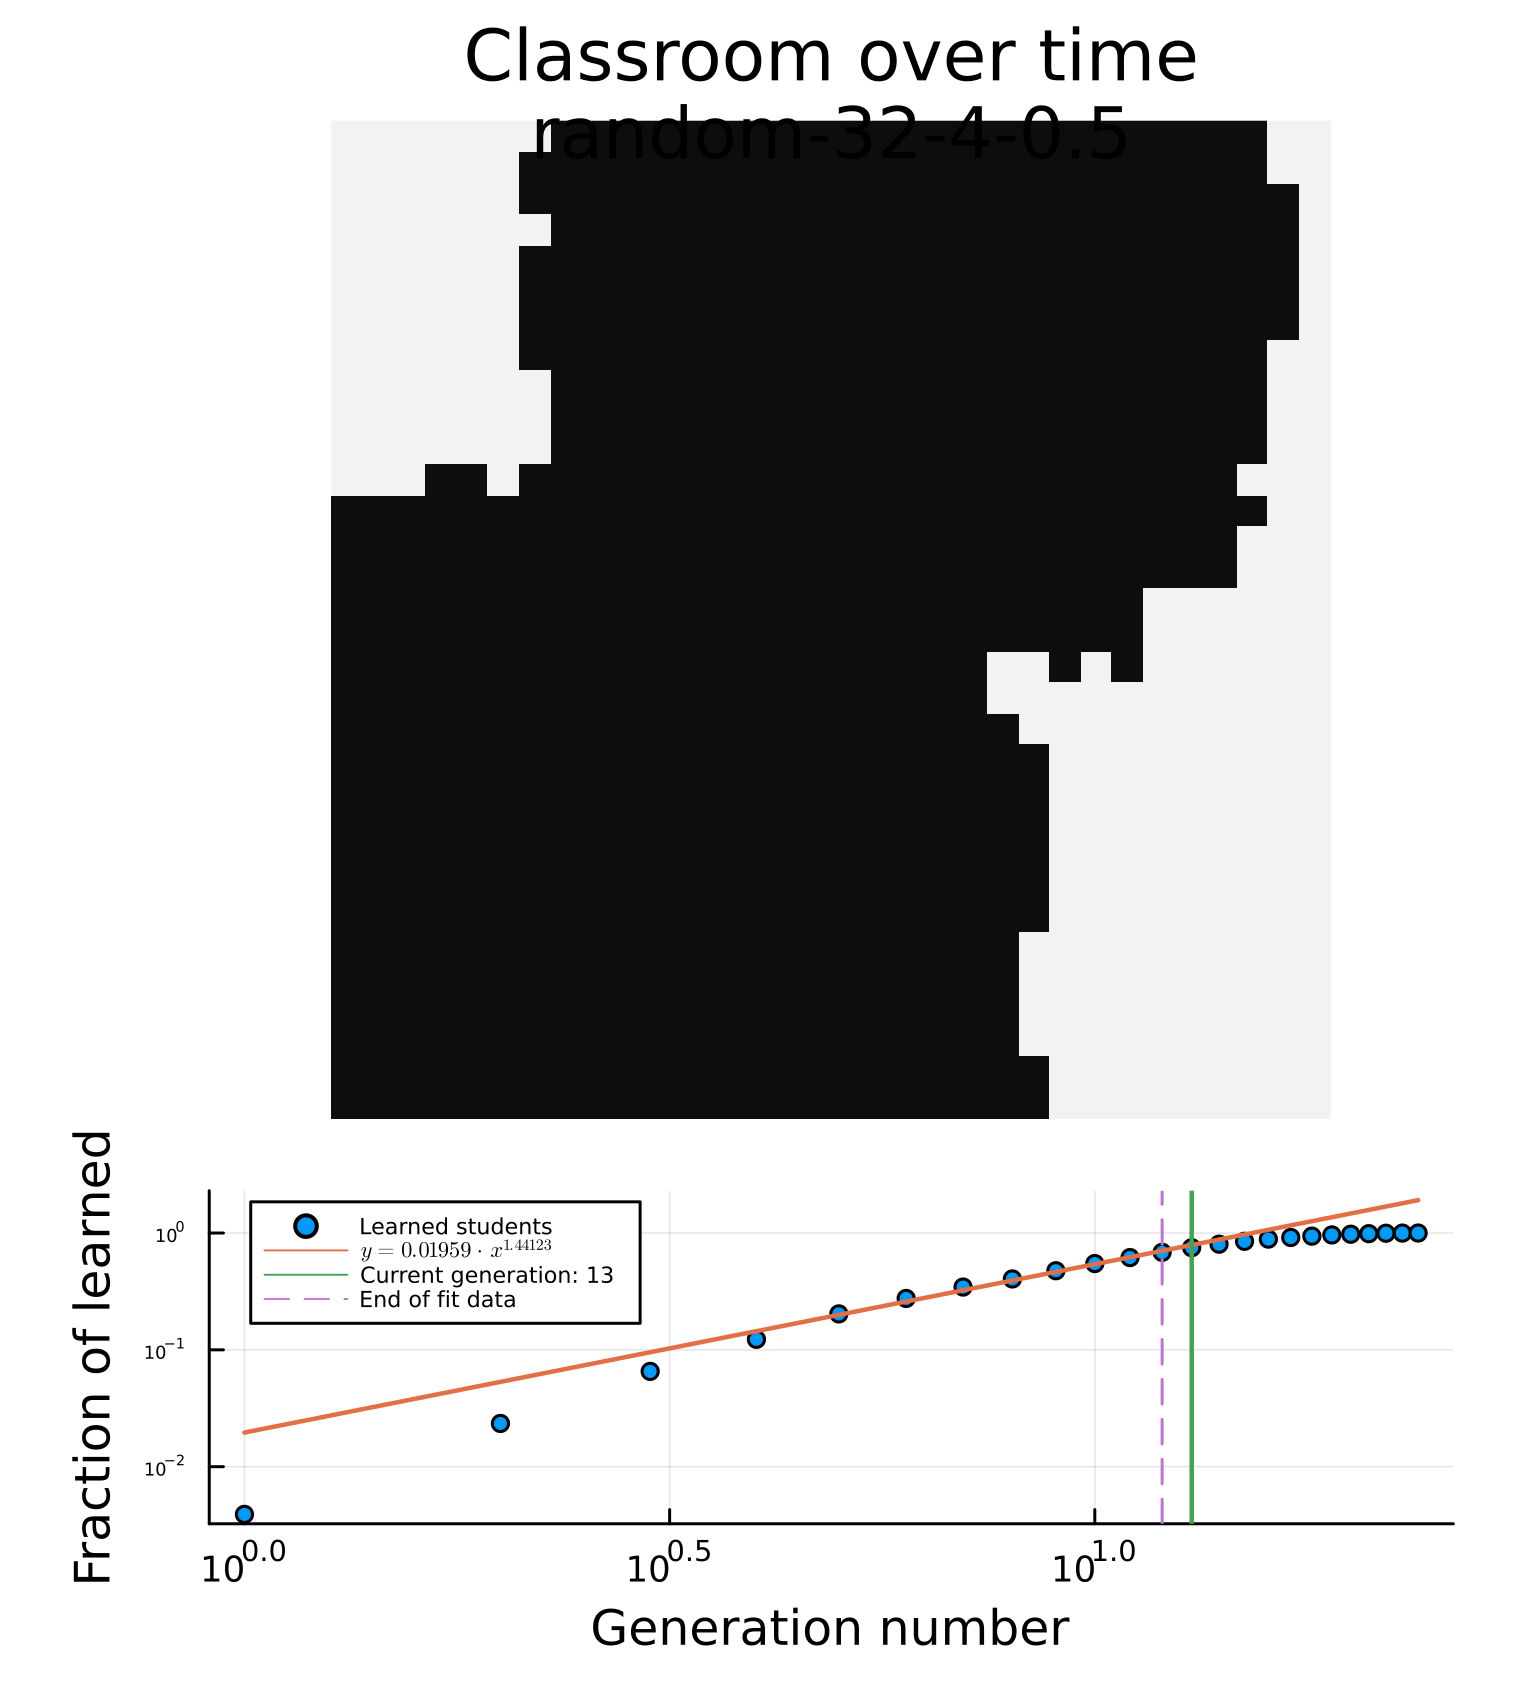 Classroom over time
random-32-4-0.5
Fraction of learned
10⁰
10⁻¹
10⁻²
Learned students
y = 0.01959 · x^1.44123
Current generation: 13
End of fit data
10^0.0
10^0.5
10^1.0
Generation number